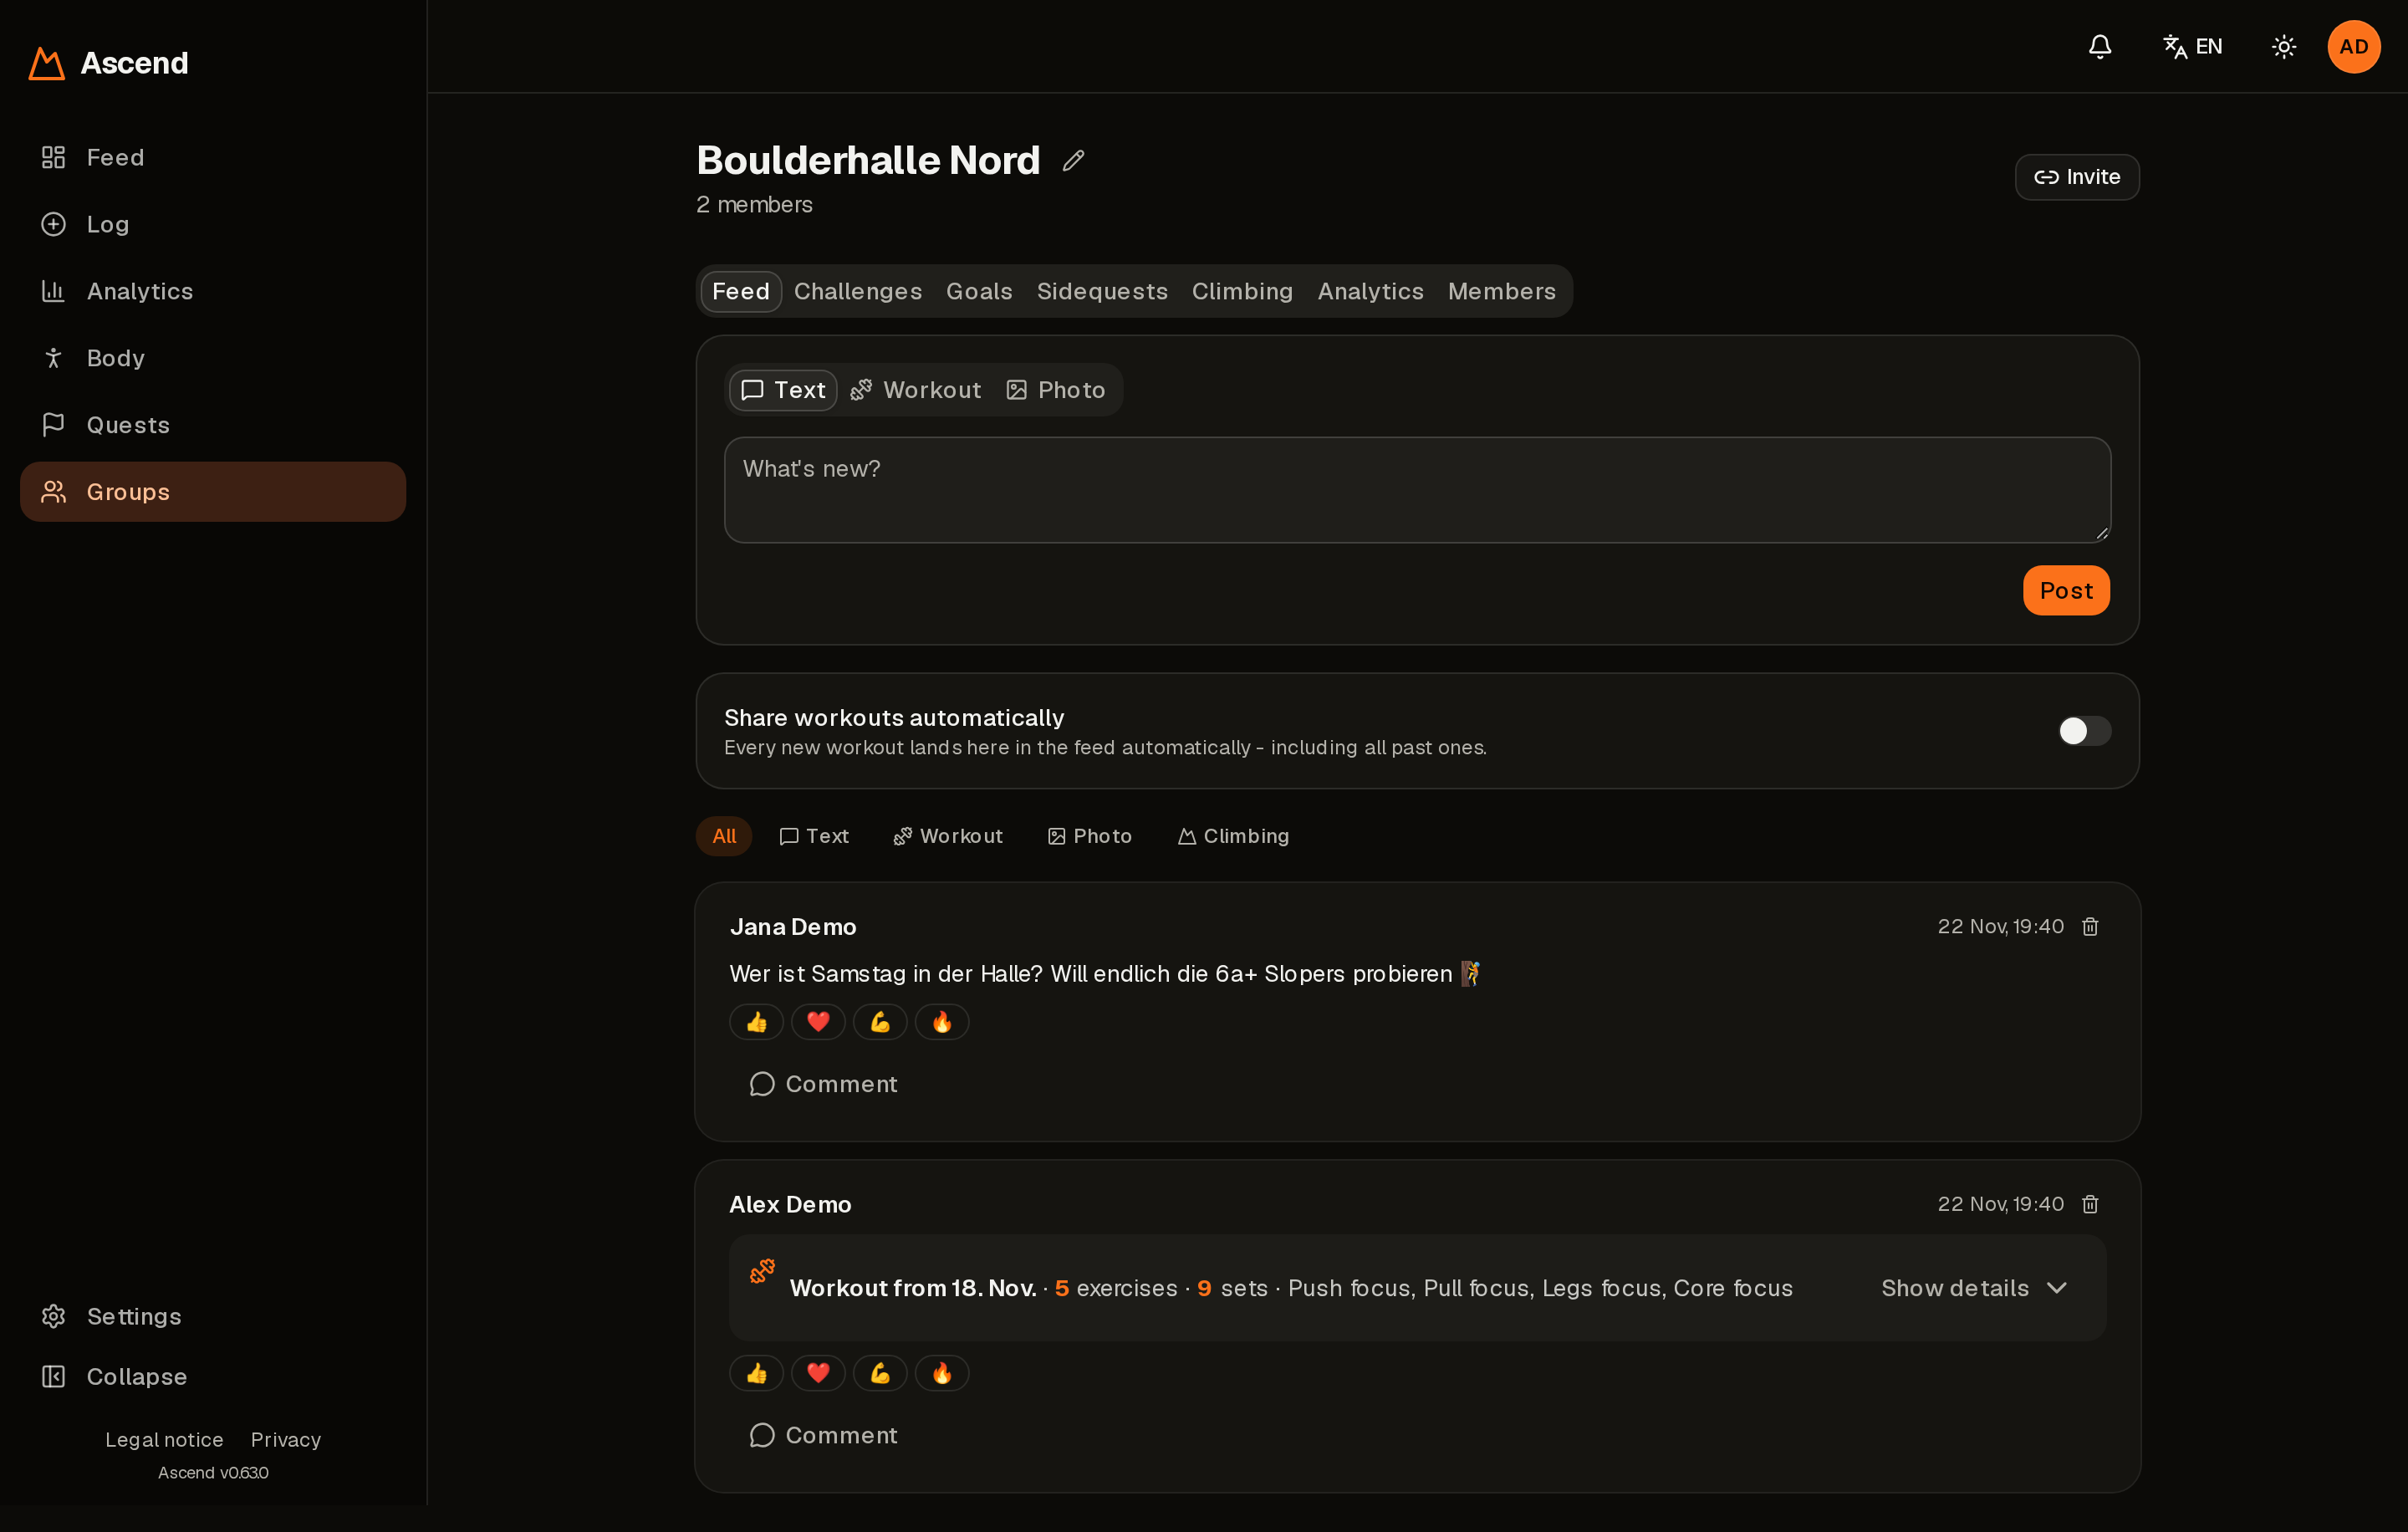 Ascend
EN
AD
Feed
Log
Analytics
Body
Quests
Groups
Settings
Collapse
Legal notice Privacy
Ascend v0.63.0
Boulderhalle Nord
2 members
Invite
Feed Challenges Goals Sidequests Climbing Analytics Members
Text Workout Photo
What's new?
Post
Share workouts automatically
Every new workout lands here in the feed automatically - including all past ones.
All Text Workout Photo Climbing
Jana Demo 22 Nov, 19:40
Wer ist Samstag in der Halle? Will endlich die 6a+ Slopers probieren 🧗
👍 ❤️ 💪 🔥
Comment
Alex Demo 22 Nov, 19:40
Workout from 18. Nov. · 5 exercises · 9 sets · Push focus, Pull focus, Legs focus, Core focus Show details
👍 ❤️ 💪 🔥
Comment